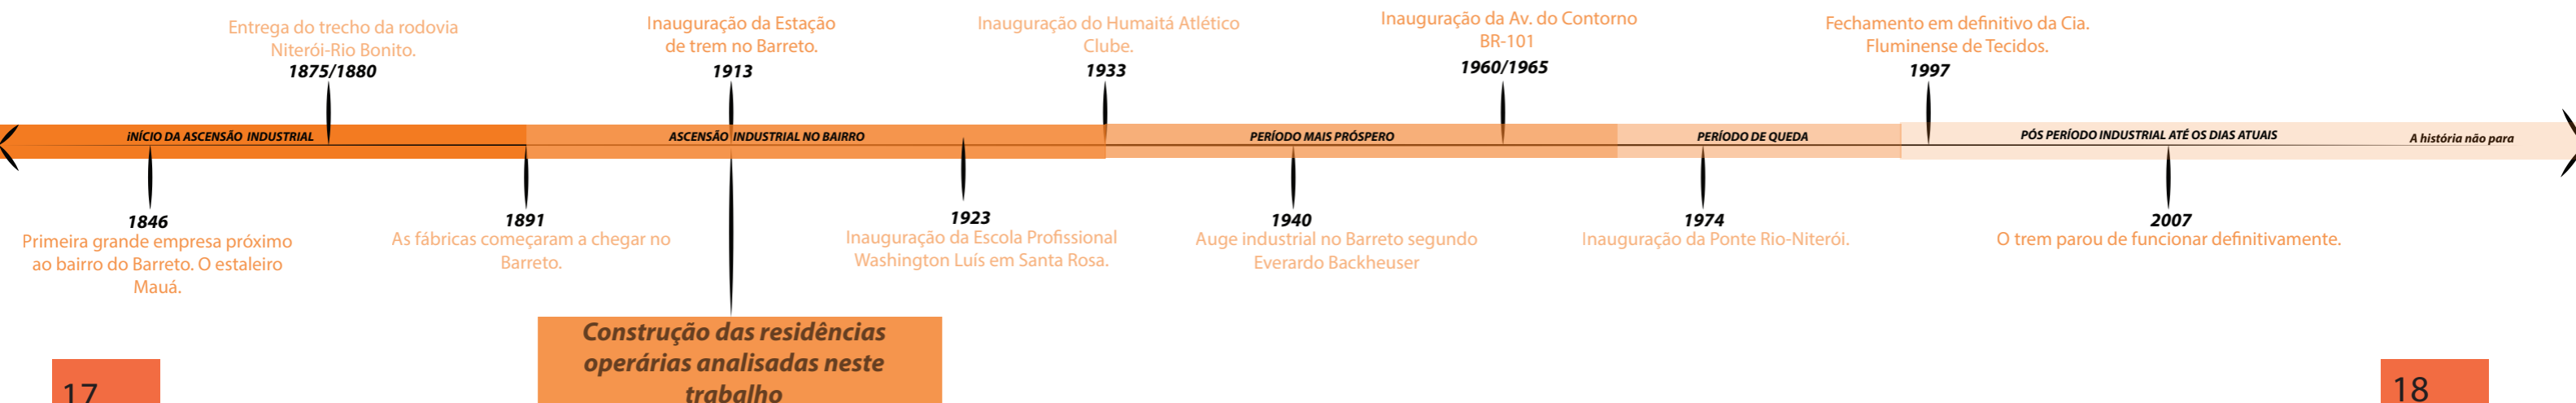 Entrega do trecho da rodovia
Niterói-Rio Bonito.
1875/1880
Inauguração da Estação
de trem no Barreto.
1913
Inauguração do Humaitá Atlético
Clube.
1933
Inauguração da Av. do Contorno
BR-101
1960/1965
Fechamento em definitivo da Cia.
Fluminense de Tecidos.
1997
iNÍCIO DA ASCENSÃO INDUSTRIAL
ASCENSÃO INDUSTRIAL NO BAIRRO
PERÍODO MAIS PRÓSPERO
PERÍODO DE QUEDA
PÓS PERÍODO INDUSTRIAL ATÉ OS DIAS ATUAIS
A história não para
1846
Primeira grande empresa próximo
ao bairro do Barreto. O estaleiro
Mauá.
1891
As fábricas começaram a chegar no
Barreto.
1923
Inauguração da Escola Profissional
Washington Luís em Santa Rosa.
1940
Auge industrial no Barreto segundo
Everardo Backheuser
1974
Inauguração da Ponte Rio-Niterói.
2007
O trem parou de funcionar definitivamente.
Construção das residências
operárias analisadas neste
trabalho
17
18